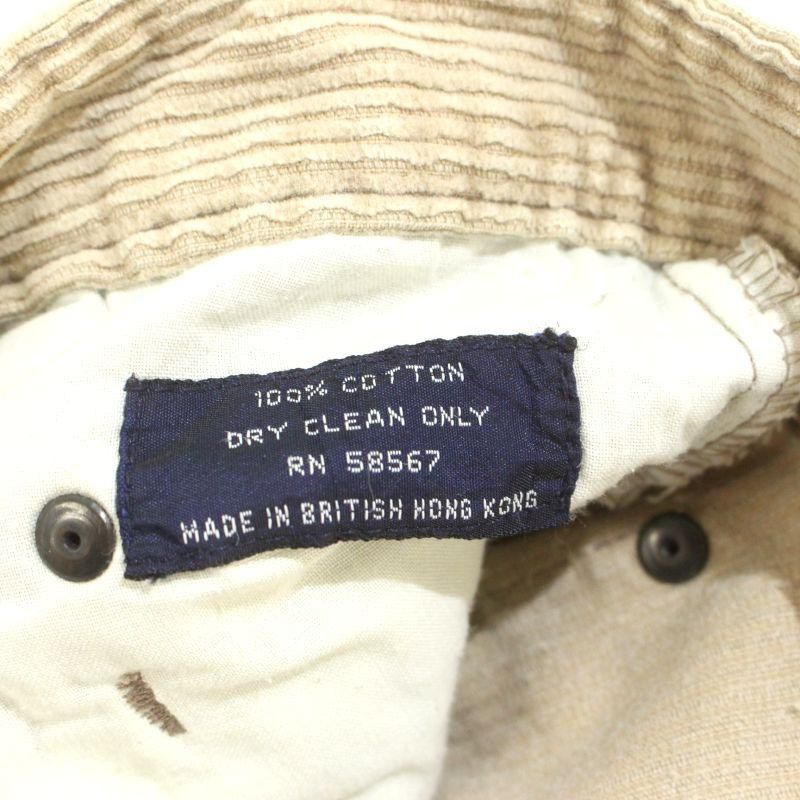 100% COTTON
DRY CLEAN ONLY
RN 58567
MADE IN BRITISH HONG KONG